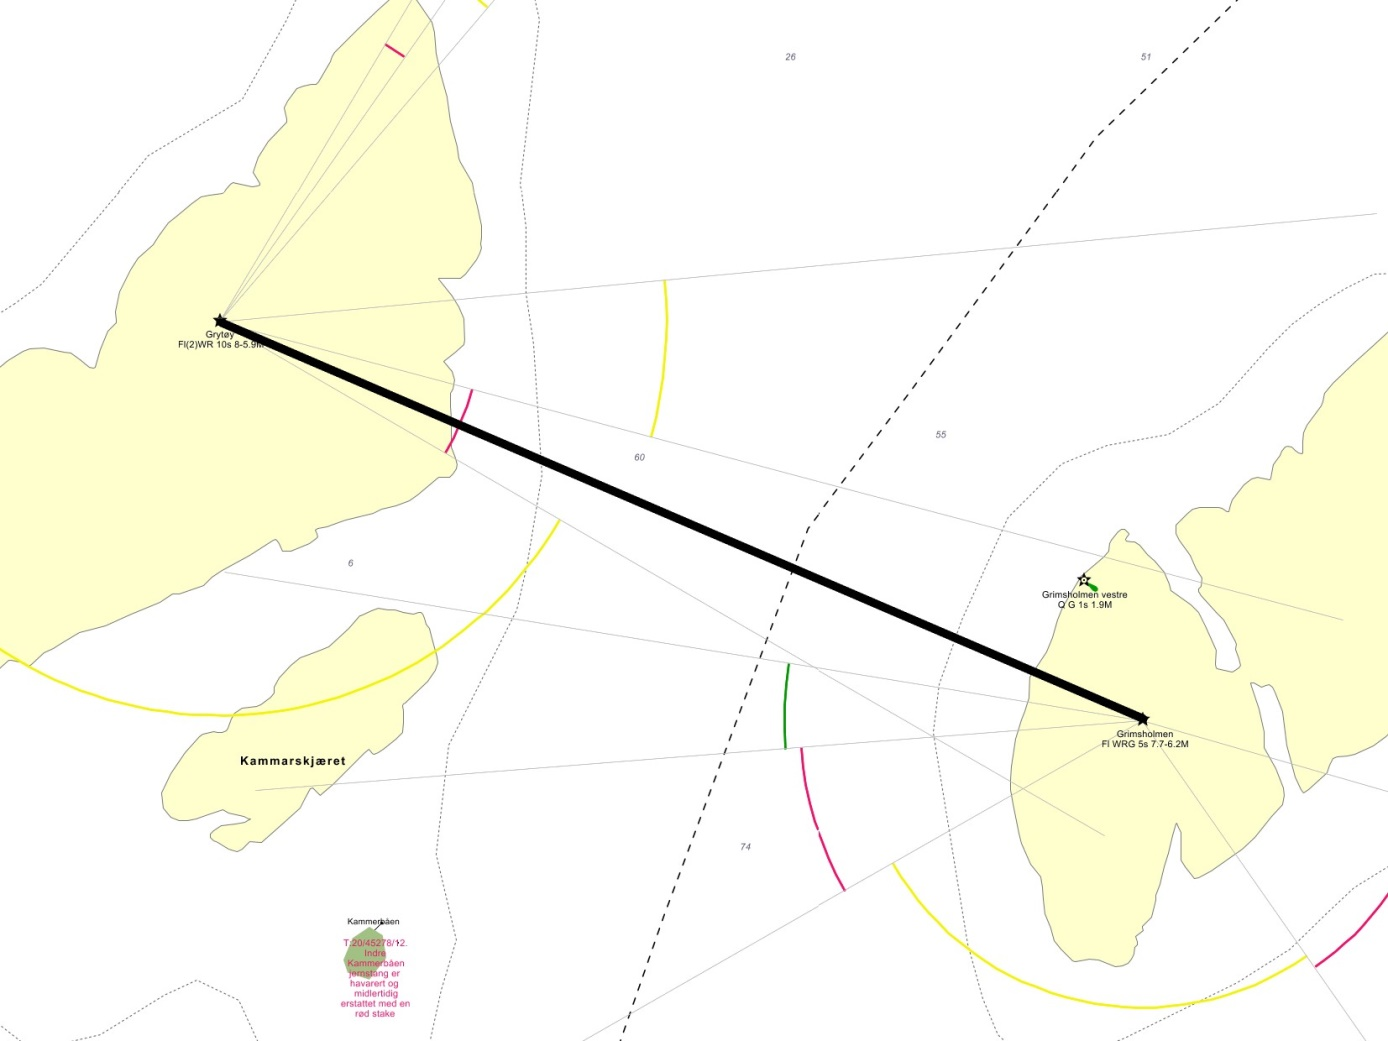 26
51
Grytøy
Fl(2)WR 10s 8-5.9M
55
60
6
Grimsholmen vestre
Q G 1s 1.9M
Grimsholmen
Fl WRG 5s 7.7-6.2M
Kammarskjæret
74
Kammerbåen
T:20/45278/12.
Indre
Kammerbåen
jernstang er
havarert og
midlertidig
erstattet med en
rød stake